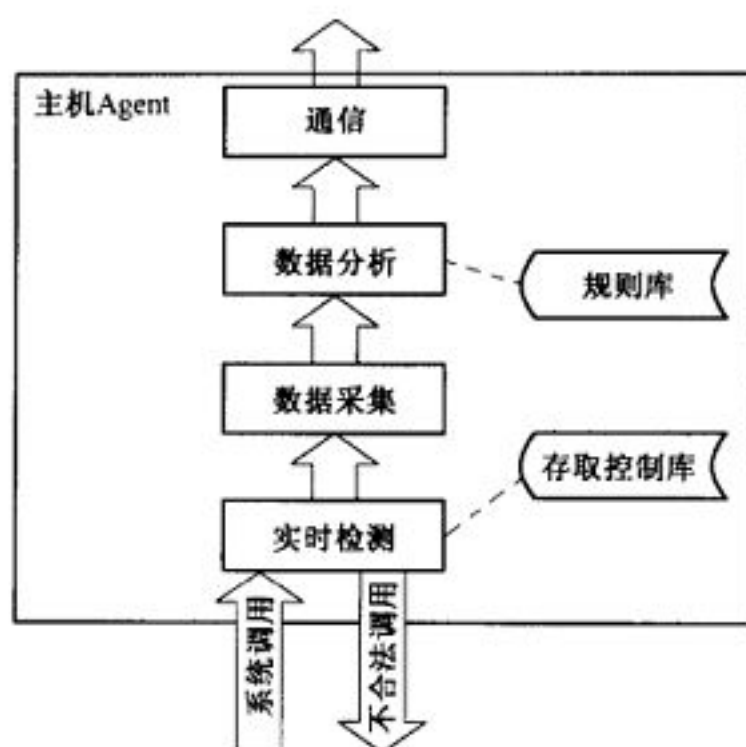 主机Agent
通信
数据分析
规则库
数据采集
存取控制库
实时检测
系统调用
不合法调用